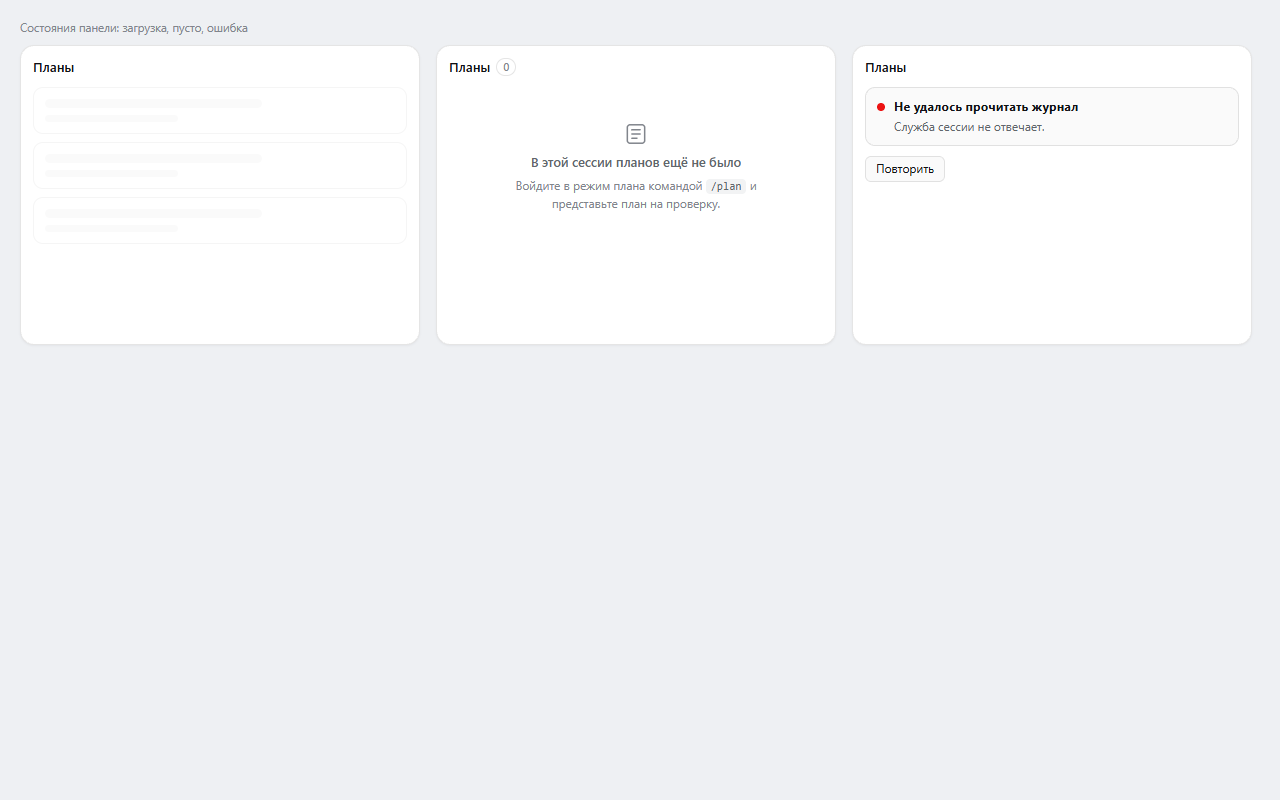 Состояния панели: загрузка, пусто, ошибка
Планы
Планы 0
В этой сессии планов ещё не было
Войдите в режим плана командой /plan и
представьте план на проверку.
Планы
Не удалось прочитать журнал
Служба сессии не отвечает.
Повторить